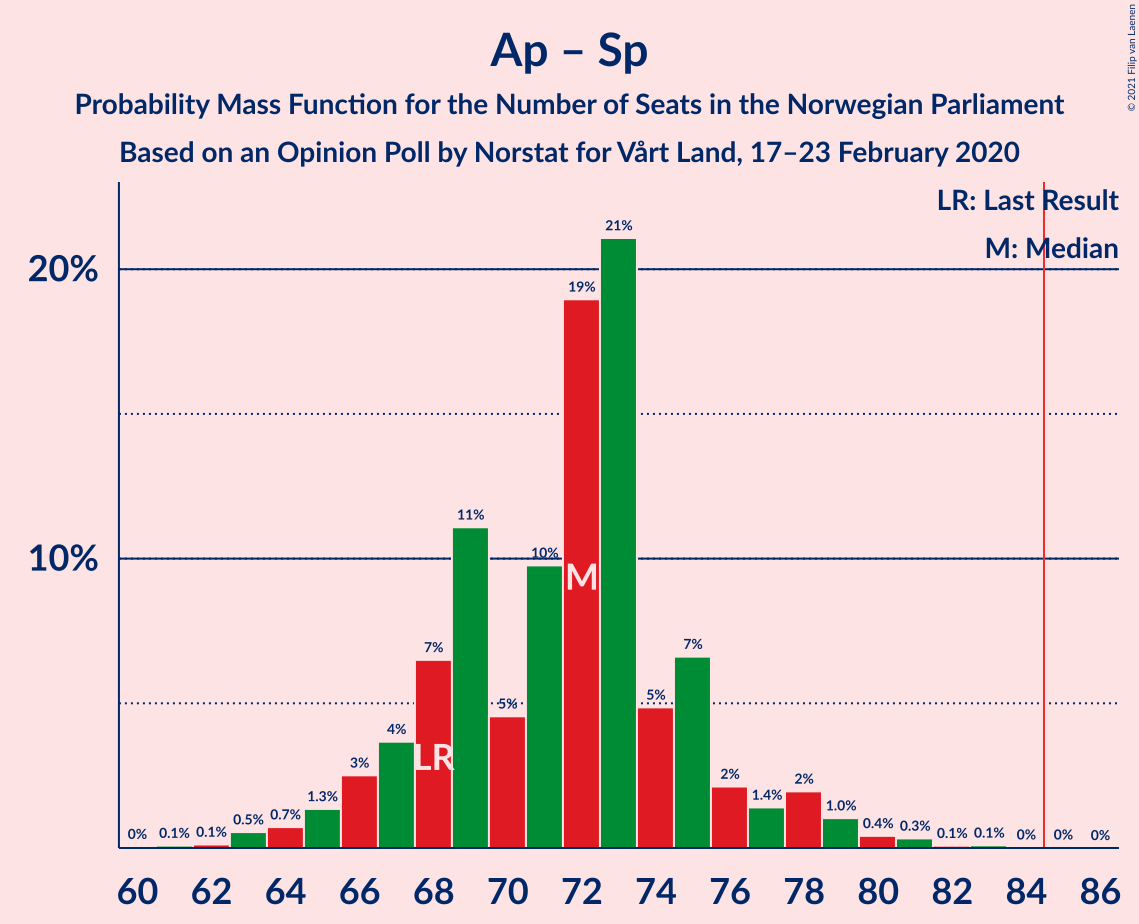 Ap – Sp
Probability Mass Function for the Number of Seats in the Norwegian Parliament
Based on an Opinion Poll by Norstat for Vårt Land, 17–23 February 2020
© 2021 Filip van Laenen
LR: Last Result
M: Median
20%
10%
0% 0.1% 0.1% 0.5% 0.7% 1.3% 3% 4% 7% 11% 5% 10% 19% 21% 5% 7% 2% 1.4% 2% 1.0% 0.4% 0.3% 0.1% 0.1% 0% 0% 0%
LR
M
60 62 64 66 68 70 72 74 76 78 80 82 84 86